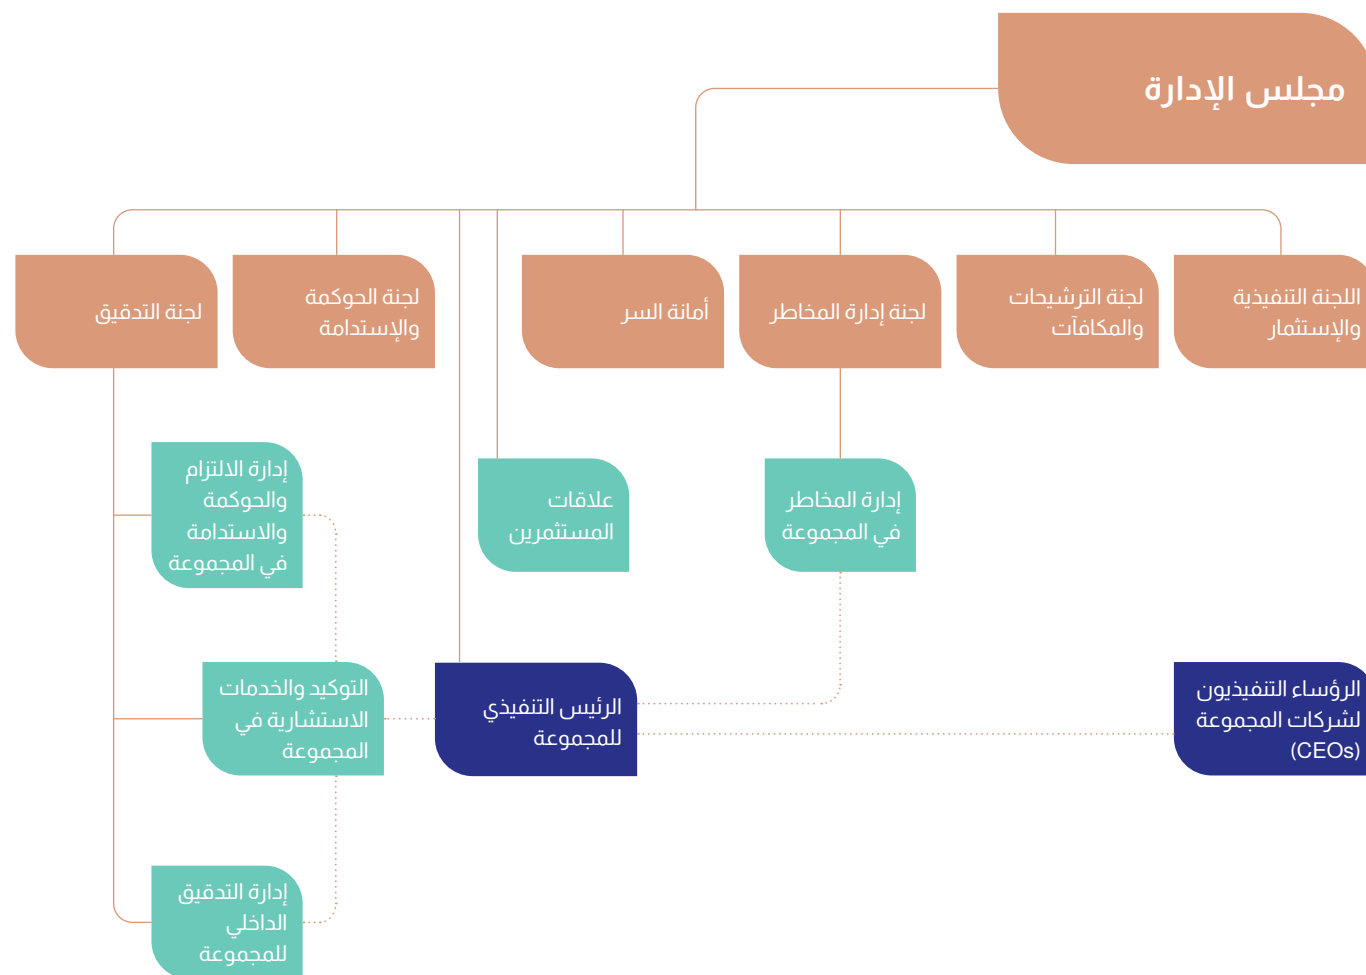 مجلس الإدارة
اللجنة التنفيذية
والإستثمار
لجنة الترشيحات
والمكافآت
لجنة إدارة المخاطر
أمانة السر
لجنة الحوكمة
والإستدامة
لجنة التدقيق
إدارة المخاطر
في المجموعة
علاقات
المستثمرين
إدارة الالتزام
والحوكمة
والاستدامة
في المجموعة
الرؤساء التنفيذيون
لشركات المجموعة
(CEOs)
الرئيس التنفيذي
للمجموعة
التوكيد والخدمات
الاستشارية في
المجموعة
إدارة التدقيق
الداخلي
للمجموعة